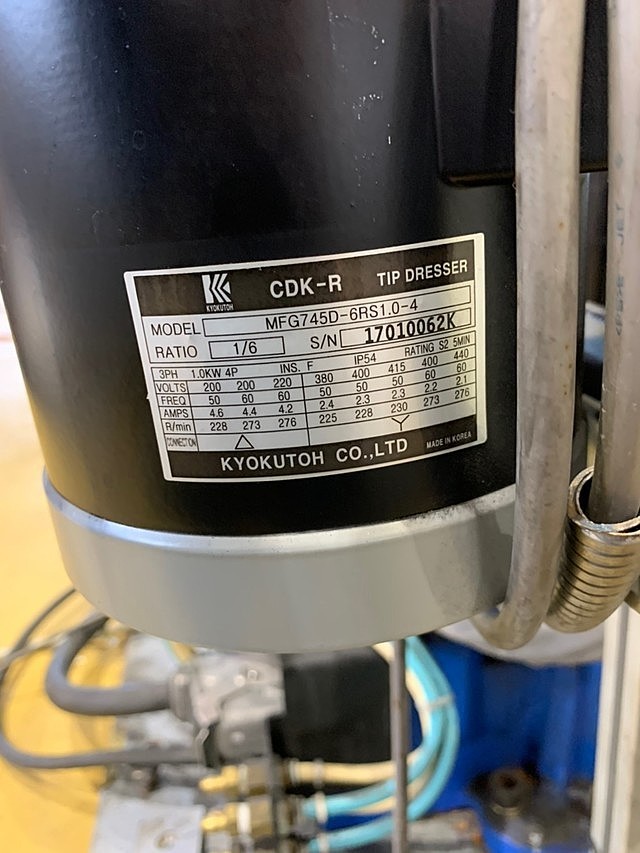 KYOKUTOH
CDK-R TIP DRESSER
MODEL MFG745D-6RS1.0-4
RATIO 1/6 S/N 17010062K
3PH 1.0KW 4P INS. F IP54 RATING S2 5MIN
VOLTS 200 200 220 380 400 415 400 440
FREQ 50 60 60 50 50 50 60 60
AMPS 4.6 4.4 4.2 2.4 2.3 2.3 2.2 2.1
R/min 228 273 276 225 228 230 273 276
CONNECTION △ Y
KYOKUTOH CO.,LTD MADE IN KOREA